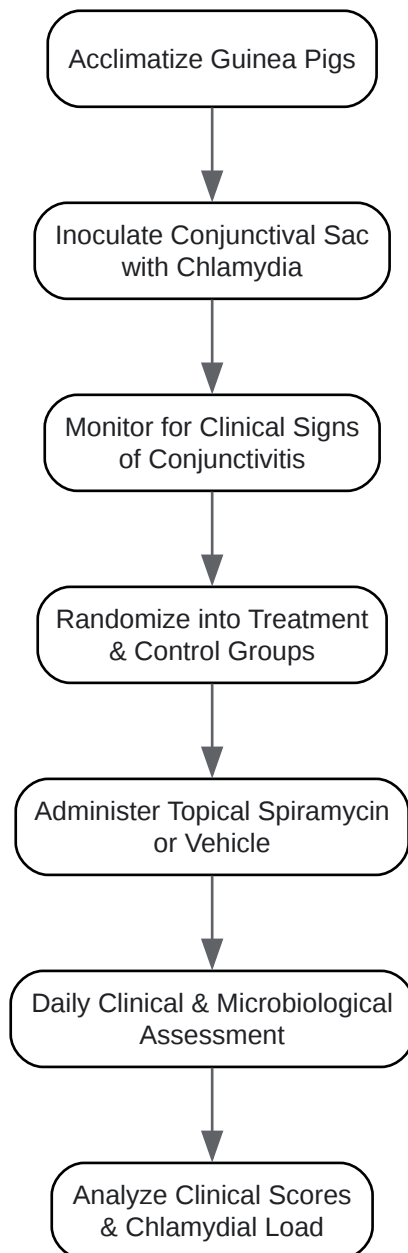 Acclimatize Guinea Pigs
Inoculate Conjunctival Sac
with Chlamydia
Monitor for Clinical Signs
of Conjunctivitis
Randomize into Treatment
& Control Groups
Administer Topical Spiramycin
or Vehicle
Daily Clinical & Microbiological
Assessment
Analyze Clinical Scores
& Chlamydial Load